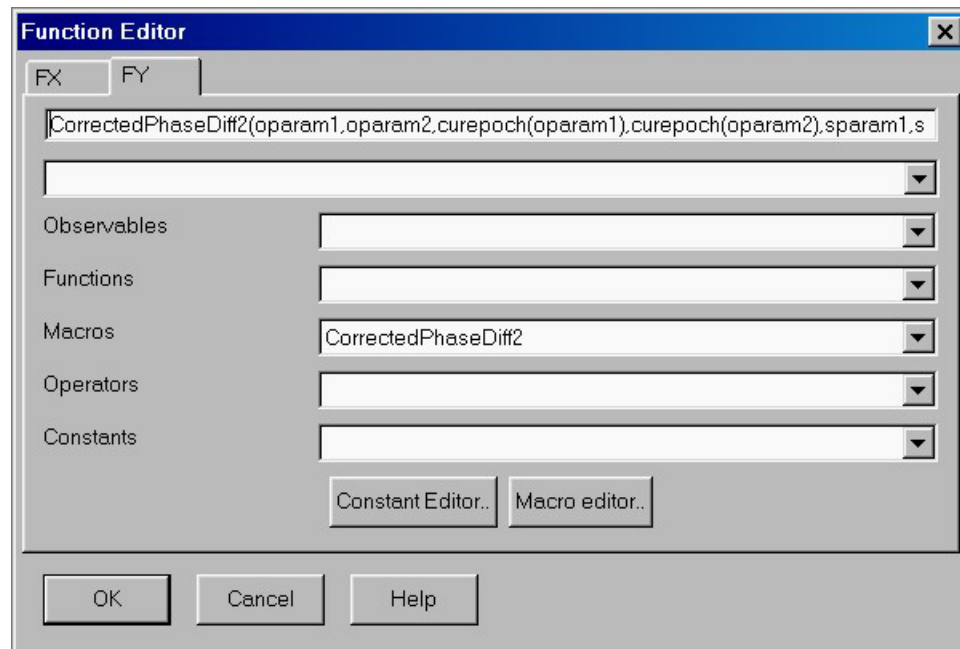 Function Editor
FX FY
CorrectedPhaseDiff2(oparam1,oparam2,curepoch(oparam1),curepoch(oparam2),sparam1,s
Observables
Functions
Macros CorrectedPhaseDiff2
Operators
Constants
Constant Editor.. Macro editor..
OK Cancel Help